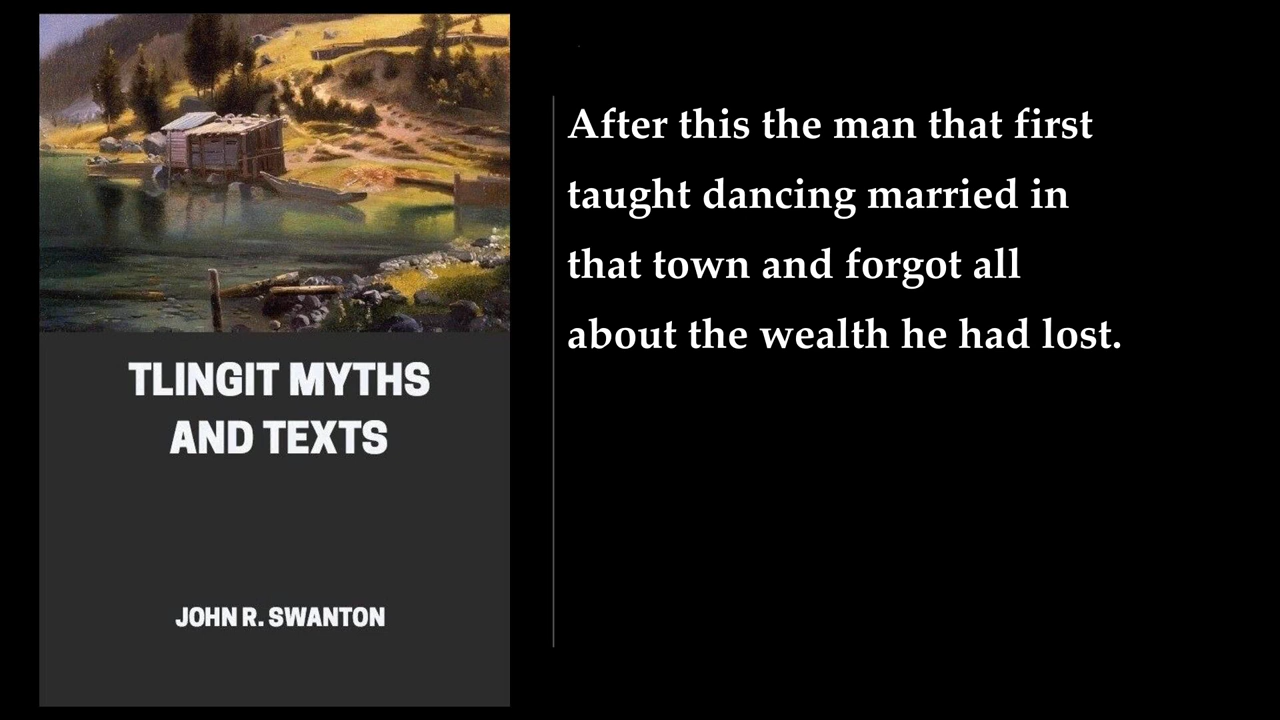 TLINGIT MYTHS
AND TEXTS
JOHN R. SWANTON
After this the man that first
taught dancing married in
that town and forgot all
about the wealth he had lost.